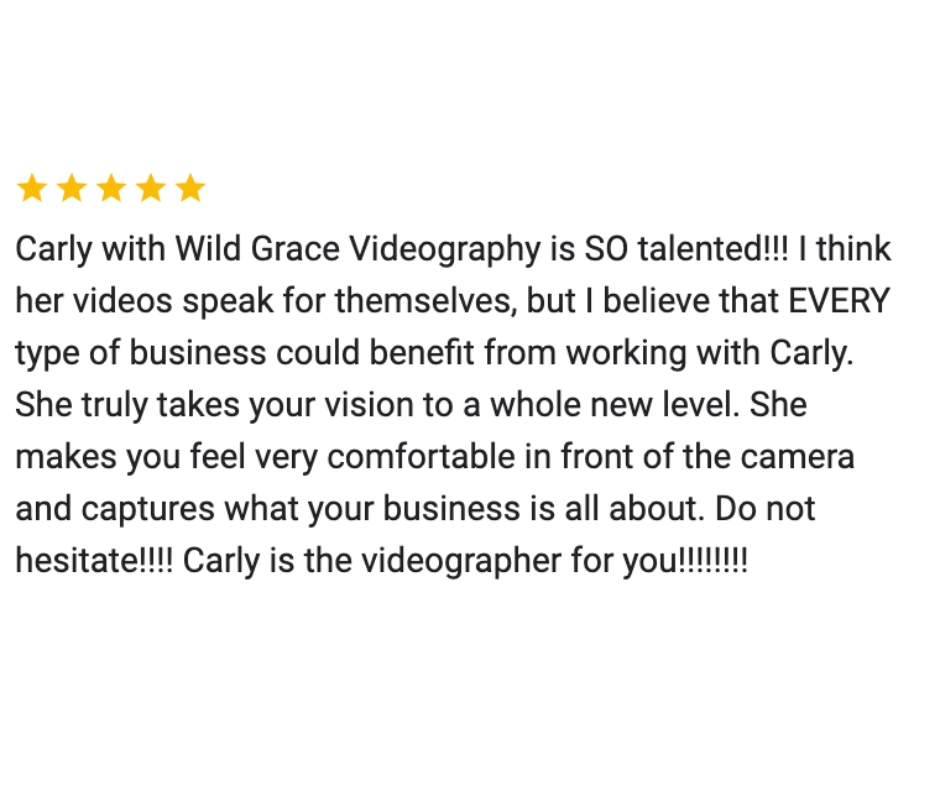 Carly with Wild Grace Videography is SO talented!!! I think
her videos speak for themselves, but I believe that EVERY
type of business could benefit from working with Carly.
She truly takes your vision to a whole new level. She
makes you feel very comfortable in front of the camera
and captures what your business is all about. Do not
hesitate!!!! Carly is the videographer for you!!!!!!!!